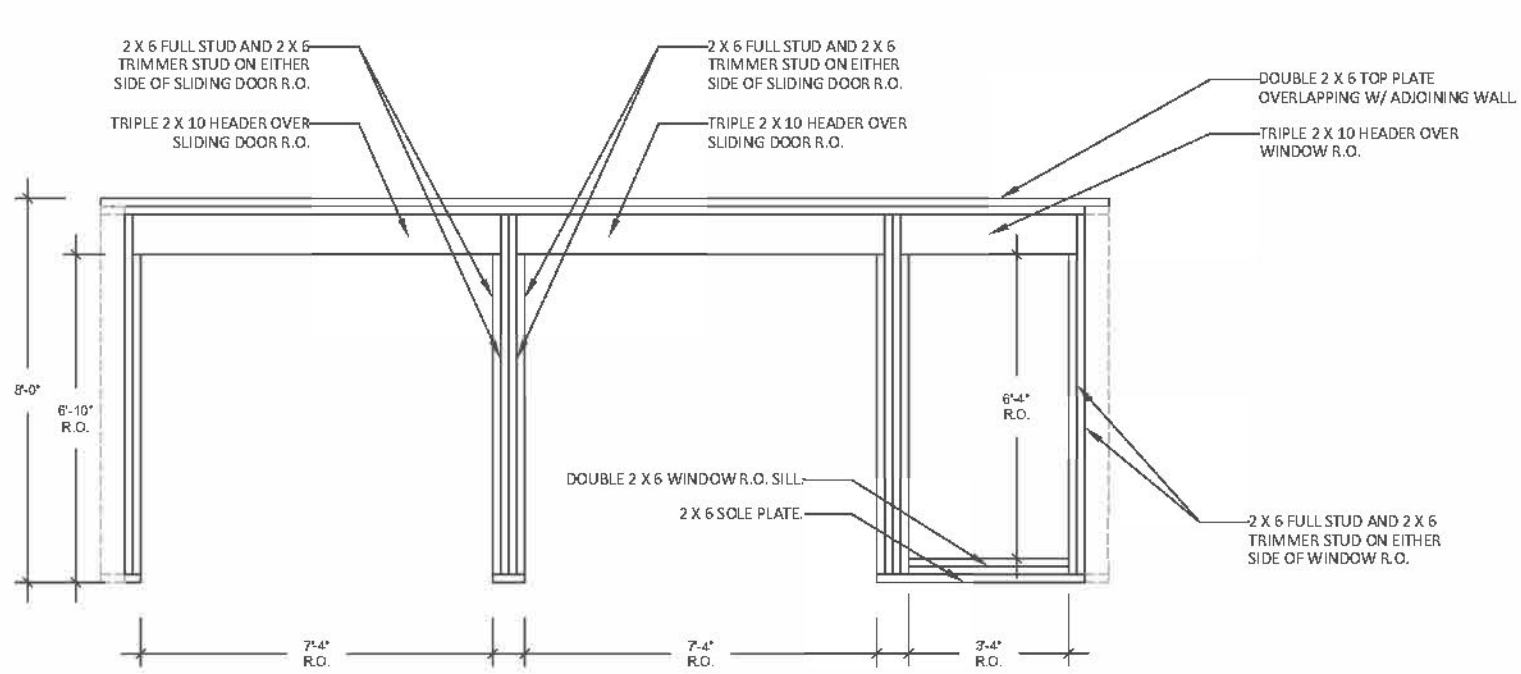 2 X 6 FULL STUD AND 2 X 6
TRIMMER STUD ON EITHER
SIDE OF SLIDING DOOR R.O.
TRIPLE 2 X 10 HEADER OVER
SLIDING DOOR R.O.
2 X 6 FULL STUD AND 2 X 6
TRIMMER STUD ON EITHER
SIDE OF SLIDING DOOR R.O.
TRIPLE 2 X 10 HEADER OVER
SLIDING DOOR R.O.
DOUBLE 2 X 6 TOP PLATE
OVERLAPPING W/ ADJOINING WALL
TRIPLE 2 X 10 HEADER OVER
WINDOW R.O.
8'-0"
6'-10"
R.O.
6'-4"
R.O.
DOUBLE 2 X 6 WINDOW R.O. SILL
2 X 6 SOLE PLATE
2 X 6 FULL STUD AND 2 X 6
TRIMMER STUD ON EITHER
SIDE OF WINDOW R.O.
7'-4"
R.O.
7'-4"
R.O.
3'-4"
R.O.